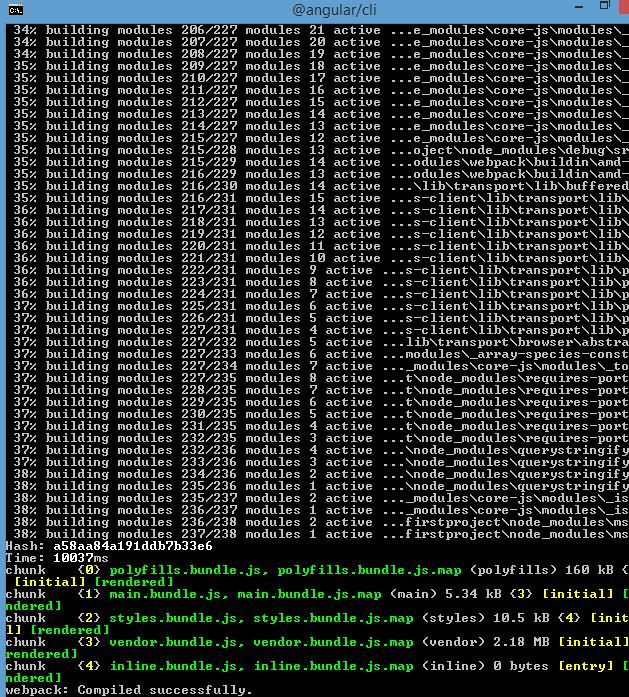 @angular/cli
34% building modules 206/227 modules 21 active ...e_modules\core-js\modules\_
34% building modules 207/227 modules 20 active ...e_modules\core-js\modules\_
34% building modules 208/227 modules 19 active ...e_modules\core-js\modules\_
35% building modules 209/227 modules 18 active ...e_modules\core-js\modules\_
35% building modules 210/227 modules 17 active ...e_modules\core-js\modules\_
35% building modules 211/227 modules 16 active ...e_modules\core-js\modules\_
35% building modules 212/227 modules 15 active ...e_modules\core-js\modules\_
35% building modules 213/227 modules 14 active ...e_modules\core-js\modules\_
35% building modules 214/227 modules 13 active ...e_modules\core-js\modules\_
35% building modules 215/227 modules 12 active ...e_modules\core-js\modules\_
35% building modules 215/228 modules 13 active ...oject\node_modules\debug\sr
35% building modules 215/229 modules 14 active ...odules\webpack\buildin\amd-
35% building modules 216/229 modules 13 active ...odules\webpack\buildin\amd-
35% building modules 216/230 modules 14 active ...\lib\transport\lib\buffered
35% building modules 216/231 modules 15 active ...s-client\lib\transport\lib\
35% building modules 217/231 modules 14 active ...s-client\lib\transport\lib\
35% building modules 218/231 modules 13 active ...s-client\lib\transport\lib\
36% building modules 219/231 modules 12 active ...s-client\lib\transport\lib\
36% building modules 220/231 modules 11 active ...s-client\lib\transport\lib\
36% building modules 221/231 modules 10 active ...s-client\lib\transport\lib\
36% building modules 222/231 modules 9 active ...s-client\lib\transport\lib\p
36% building modules 223/231 modules 8 active ...s-client\lib\transport\lib\p
36% building modules 224/231 modules 7 active ...s-client\lib\transport\lib\p
37% building modules 225/231 modules 6 active ...s-client\lib\transport\lib\p
37% building modules 226/231 modules 5 active ...s-client\lib\transport\lib\p
37% building modules 227/231 modules 4 active ...s-client\lib\transport\lib\p
37% building modules 227/232 modules 5 active ...lib\transport\browser\abstra
37% building modules 227/233 modules 6 active ...modules\_array-species-const
37% building modules 227/234 modules 7 active ..._modules\core-js\modules\_to
37% building modules 227/235 modules 8 active ...t\node_modules\requires-port
37% building modules 228/235 modules 7 active ...t\node_modules\requires-port
37% building modules 229/235 modules 6 active ...t\node_modules\requires-port
37% building modules 230/235 modules 5 active ...t\node_modules\requires-port
37% building modules 231/235 modules 4 active ...t\node_modules\requires-port
37% building modules 232/235 modules 3 active ...t\node_modules\requires-port
37% building modules 232/236 modules 4 active ...\node_modules\querystringify
37% building modules 233/236 modules 3 active ...\node_modules\querystringify
38% building modules 234/236 modules 2 active ...\node_modules\querystringify
38% building modules 235/236 modules 1 active ...\node_modules\querystringify
38% building modules 235/237 modules 2 active ..._modules\core-js\modules\_is
38% building modules 236/237 modules 1 active ..._modules\core-js\modules\_is
38% building modules 236/238 modules 2 active ...firstproject\node_modules\ms
38% building modules 237/238 modules 1 active ...firstproject\node_modules\ms
Hash: a58aa84a191ddb7b33e6
Time: 10037ms
chunk {0} polyfills.bundle.js, polyfills.bundle.js.map (polyfills) 160 kB {
[initial] [rendered]
chunk {1} main.bundle.js, main.bundle.js.map (main) 5.34 kB {3} [initial] [
ndered]
chunk {2} styles.bundle.js, styles.bundle.js.map (styles) 10.5 kB {4} [init
l] [rendered]
chunk {3} vendor.bundle.js, vendor.bundle.js.map (vendor) 2.18 MB [initial]
rendered]
chunk {4} inline.bundle.js, inline.bundle.js.map (inline) 0 bytes [entry] [
ndered]
webpack: Compiled successfully.